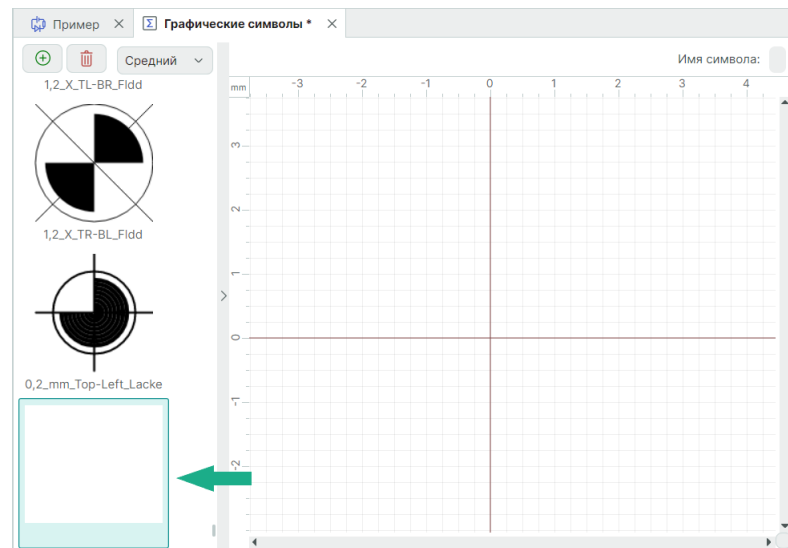 Пример
Графические символы *
Средний
Имя символа:
1,2_X_TL-BR_Fldd
mm
-3 -2 -1 0 1 2 3 4
3
2
1
0
-1
-2
1,2_X_TR-BL_Fldd
0,2_mm_Top-Left_Lacke